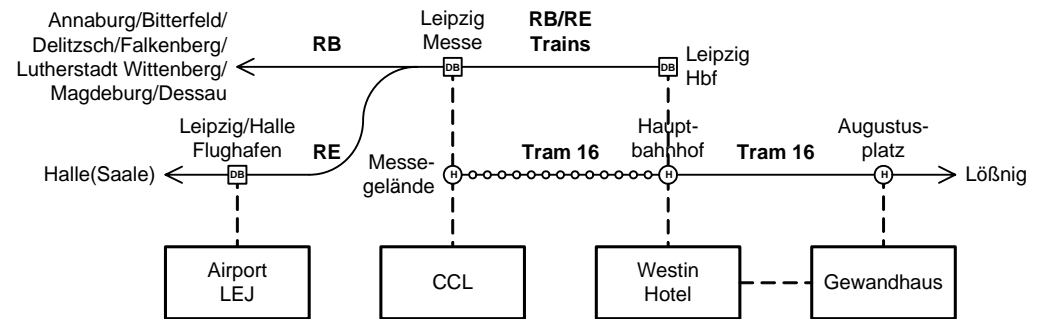 Annaburg/Bitterfeld/
Delitzsch/Falkenberg/
Lutherstadt Wittenberg/
Magdeburg/Dessau
RB
Leipzig
Messe
RB/RE
Trains
DB
DB
Leipzig
Hbf
Leipzig/Halle
Flughafen
RE
Halle(Saale)
DB
Messe-
gelände
H
Tram 16
Haupt-
bahnhof
H
Tram 16
Augustus-
platz
H
Lößnig
Airport
LEJ
CCL
Westin
Hotel
Gewandhaus